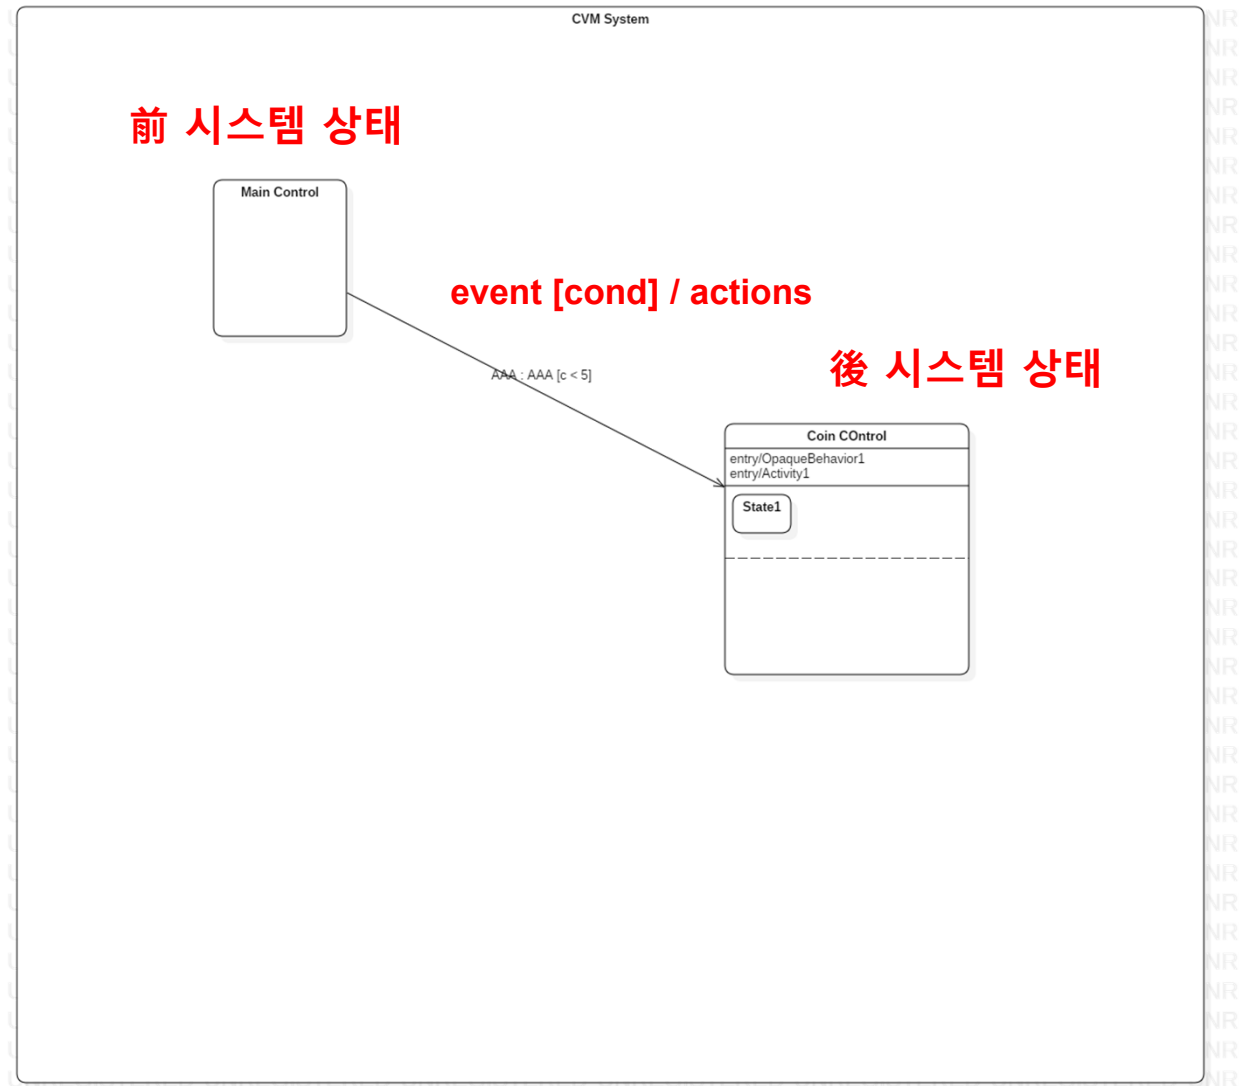 CVM System
前 시스템 상태
Main Control
event [cond] / actions
AAA : AAA [c < 5]
後 시스템 상태
Coin COntrol
entry/OpaqueBehavior1
entry/Activity1
State1